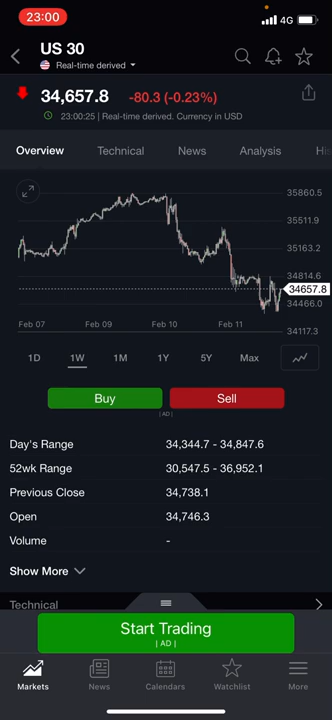 23:00
4G
US 30
Real-time derived
34,657.8 -80.3 (-0.23%)
23:00:25 | Real-time derived. Currency in USD
Overview Technical News Analysis His
35860.5
35511.9
35163.2
34814.6
34657.8
34466.0
34117.3
Feb 07 Feb 09 Feb 10 Feb 11
1D 1W 1M 1Y 5Y Max
Buy Sell
| AD |
Day's Range 34,344.7 - 34,847.6
52wk Range 30,547.5 - 36,952.1
Previous Close 34,738.1
Open 34,746.3
Volume -
Show More
Technical
Start Trading
| AD |
Markets News Calendars Watchlist More